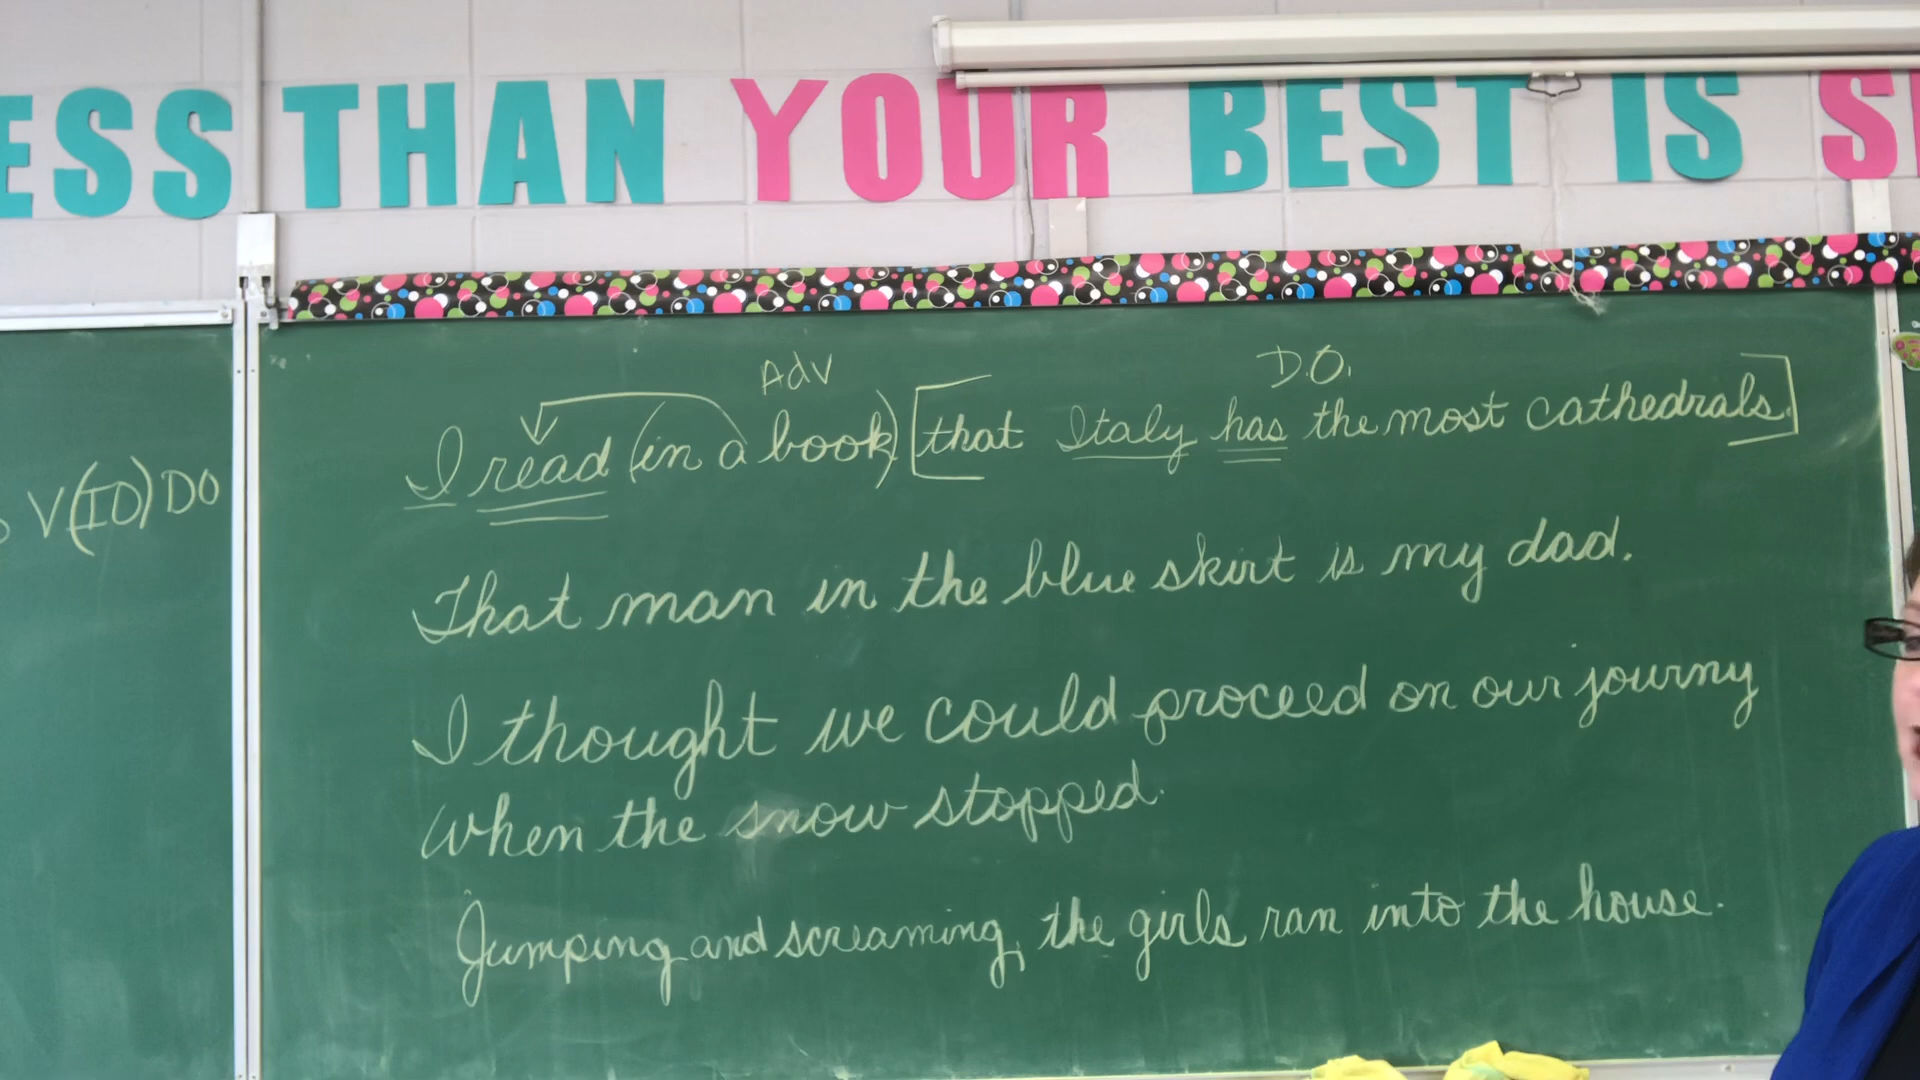 ESS THAN YOUR BEST IS S
Adv D.O.
I read (in a book) [that Italy has the most cathedrals.]
V(IO) DO
That man in the blue skirt is my dad.
I thought we could proceed on our journy
when the snow stopped.
Jumping and screaming, the girls ran into the house.